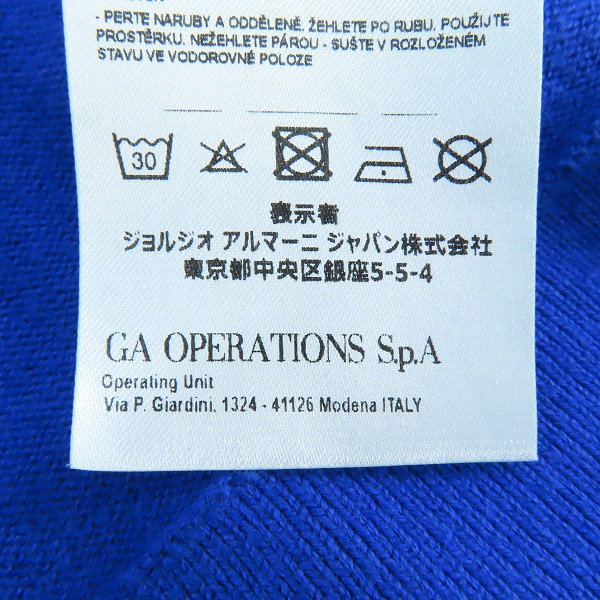 - PERTE NARUBY A ODDĚLENĚ, ŽEHLETE PO RUBU, POUŽIJTE
PROSTĚRKU. NEŽEHLETE PÁROU - SUŠTE V ROZLOŽENÉM
STAVU VE VODOROVNÉ POLOZE
30
表示者
ジョルジオ アルマーニ ジャパン株式会社
東京都中央区銀座5-5-4
GA OPERATIONS S.p.A
Operating Unit
Via P. Giardini, 1324 - 41126 Modena ITALY